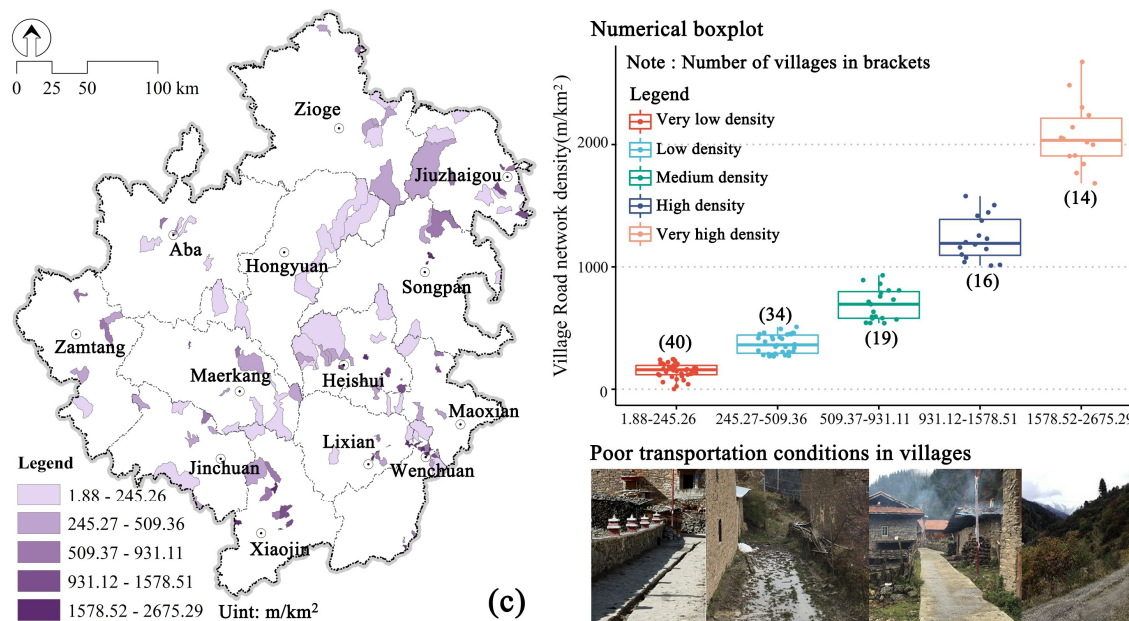 0 25 50 100 km
Zioge
Jiuzhaigou
Aba
Hongyuan
Songpan
Zamtang
Maerkang
Heishui
Maoxian
Lixian
Jinchuan
Wenchuan
Xiaojin
Legend
1.88 - 245.26
245.27 - 509.36
509.37 - 931.11
931.12 - 1578.51
1578.52 - 2675.29
Uint: m/km²
(c)
Numerical boxplot
Note : Number of villages in brackets
Legend
Very low density
Low density
Medium density
High density
Very high density
Village Road network density(m/km²)
2000
1000
0
(40)
(34)
(19)
(16)
(14)
1.88-245.26 245.27-509.36 509.37-931.11 931.12-1578.51 1578.52-2675.29
Poor transportation conditions in villages